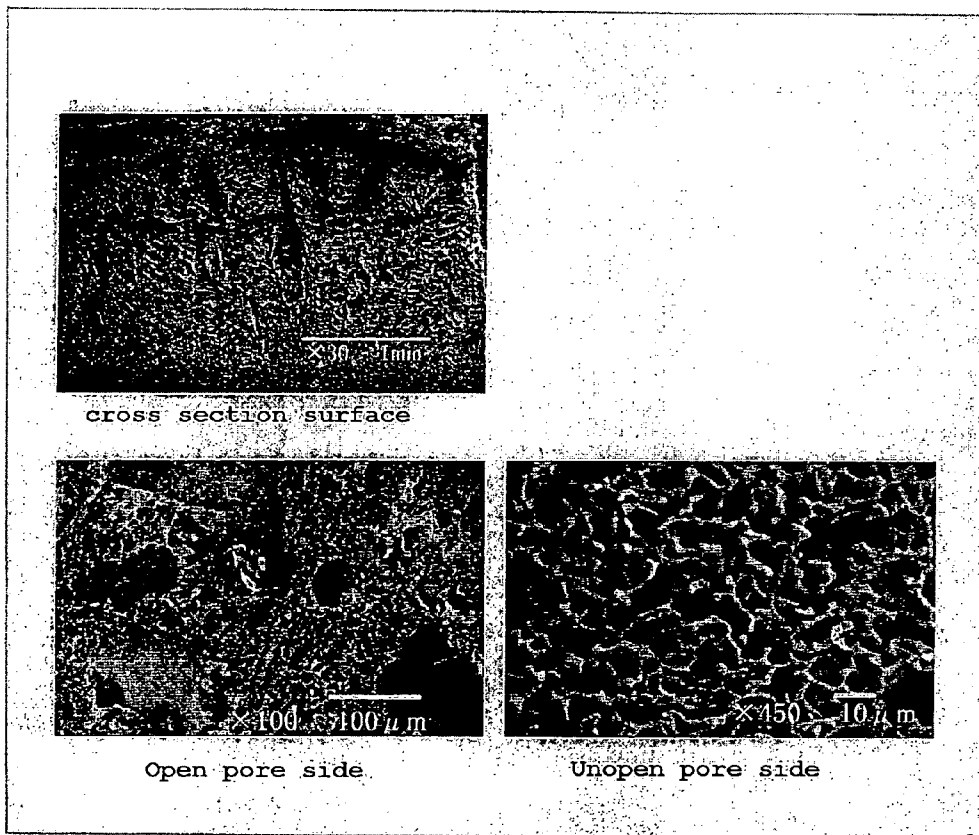 ×30 1mm
cross section surface
×100 100μm
×450 10μm
Open pore side
Unopen pore side